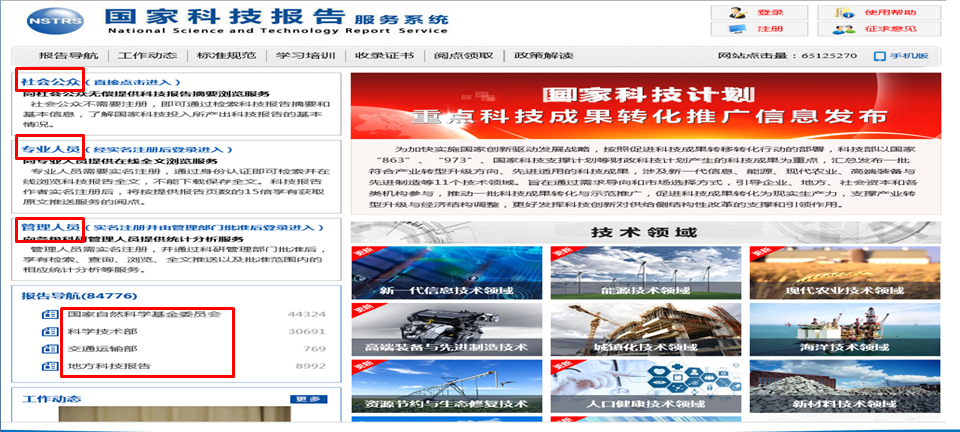 NSTRS
国家科技报告 服务系统
National Science and Technology Report Service
登录
使用帮助
注册
征求意见
报告导航 工作动态 标准规范 学习培训 收录证书 阅点领取 政策解读
网站点击量：65125270 手机版
社会公众（直接点击进入）
向社会公众无偿提供科技报告摘要浏览服务
社会公众不需要注册，即可通过检索科技报告摘要和
基本信息，了解国家科技投入所产出科技报告的基本
情况。
专业人员（经实名注册后登录进入）
向专业人员提供在线全文浏览服务
专业人员需要实名注册，通过身份认证即可检索并在
线浏览科技报告全文，不能下载保存全文。科技报告
作者实名注册后，将按提供报告页数的15倍享有获取
原文推送服务的阅点。
管理人员（实名注册并由管理部门批准后登录进入）
向各级科研管理人员提供统计分析服务
管理人员需实名注册，并通过科研管理部门批准后，
享有检索、查询、浏览、全文推送以及批准范围内的
相应统计分析等服务。
报告导航(84776)
国家自然科学基金委员会 44324
科学技术部 30691
交通运输部 769
地方科技报告 8992
工作动态 更多
国家科技计划
重点科技成果转化推广信息发布
为加快实施国家创新驱动发展战略，按照促进科技成果转移转化行动的部署，科技部以国家
“863”、“973”、国家科技支撑计划等财政科技计划产生的科技成果为重点，汇总发布一批
符合产业转型升级方向、先进适用的科技成果，涉及新一代信息、能源、现代农业、高端装备与
先进制造等11个技术领域。旨在通过需求导向和市场选择方式，引导企业、地方、社会资本和各
类机构参与，推动一批科技成果转化与示范推广，促进科技成果转化为现实生产力，支撑产业转
型升级与经济结构调整，更好发挥科技创新对供给侧结构性改革的支撑和引领作用。
技术领域
更新
新一代信息技术领域
更新
能源技术领域
更新
现代农业技术领域
更新
高端装备与先进制造技术
城镇化技术领域
海洋技术领域
更新
资源节约与生态修复技术
更新
人口健康技术领域
新材料技术领域